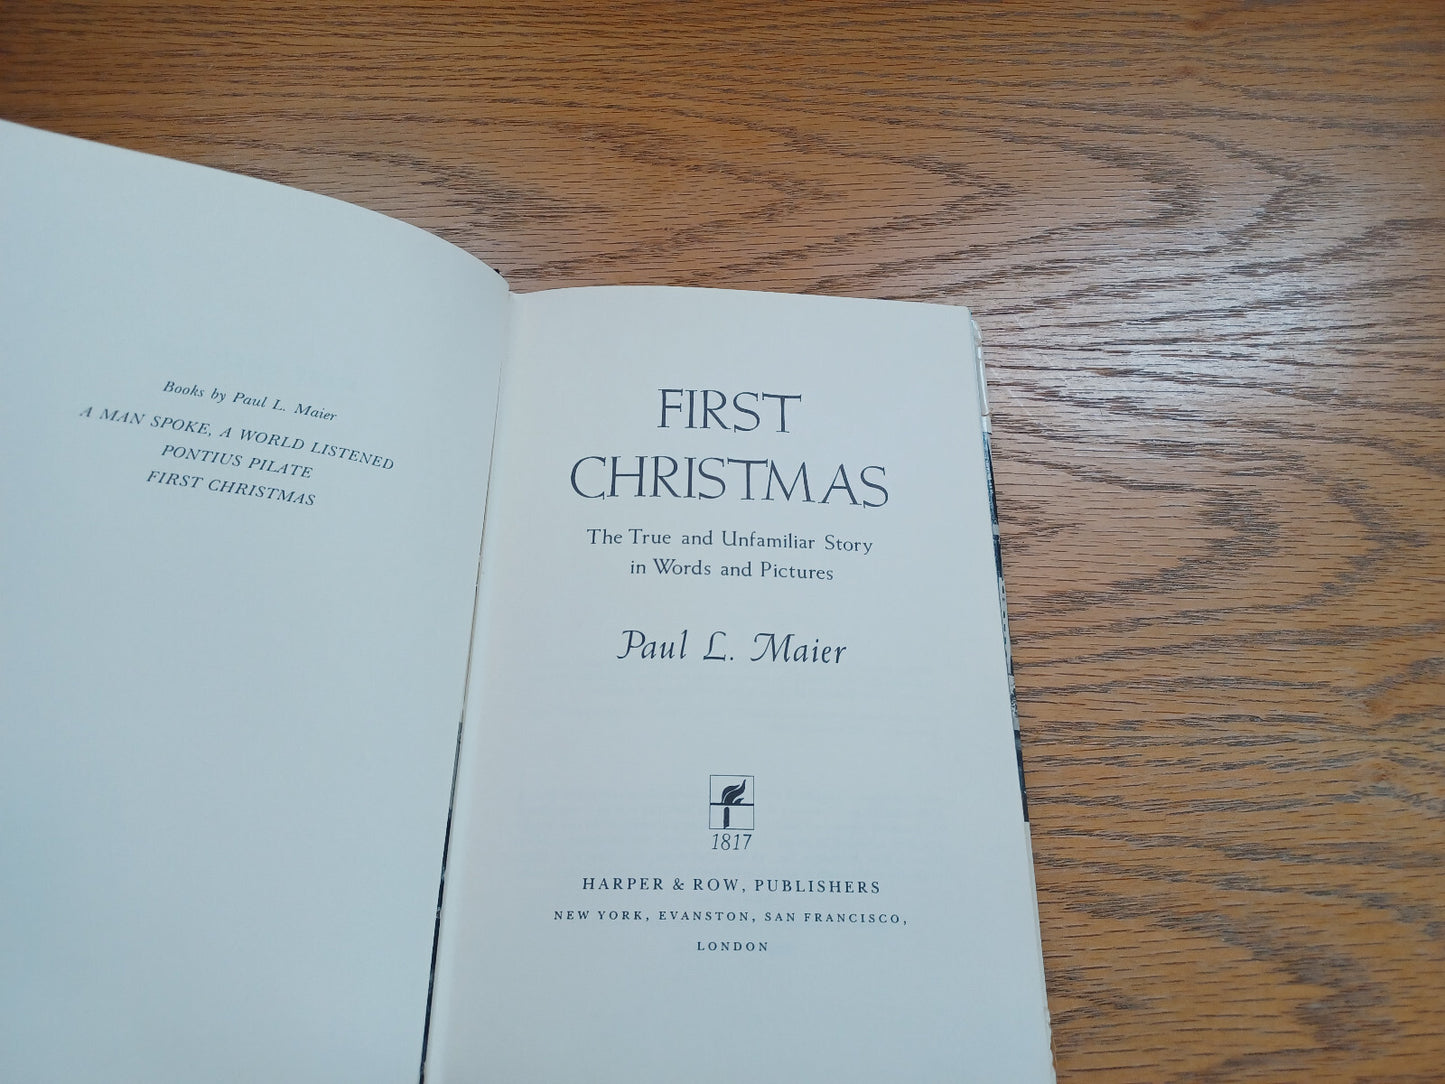 Books by Paul L. Maier
A MAN SPOKE, A WORLD LISTENED
PONTIUS PILATE
FIRST CHRISTMAS
FIRST
CHRISTMAS
The True and Unfamiliar Story
in Words and Pictures
Paul L. Maier
1817
HARPER & ROW, PUBLISHERS
NEW YORK, EVANSTON, SAN FRANCISCO,
LONDON